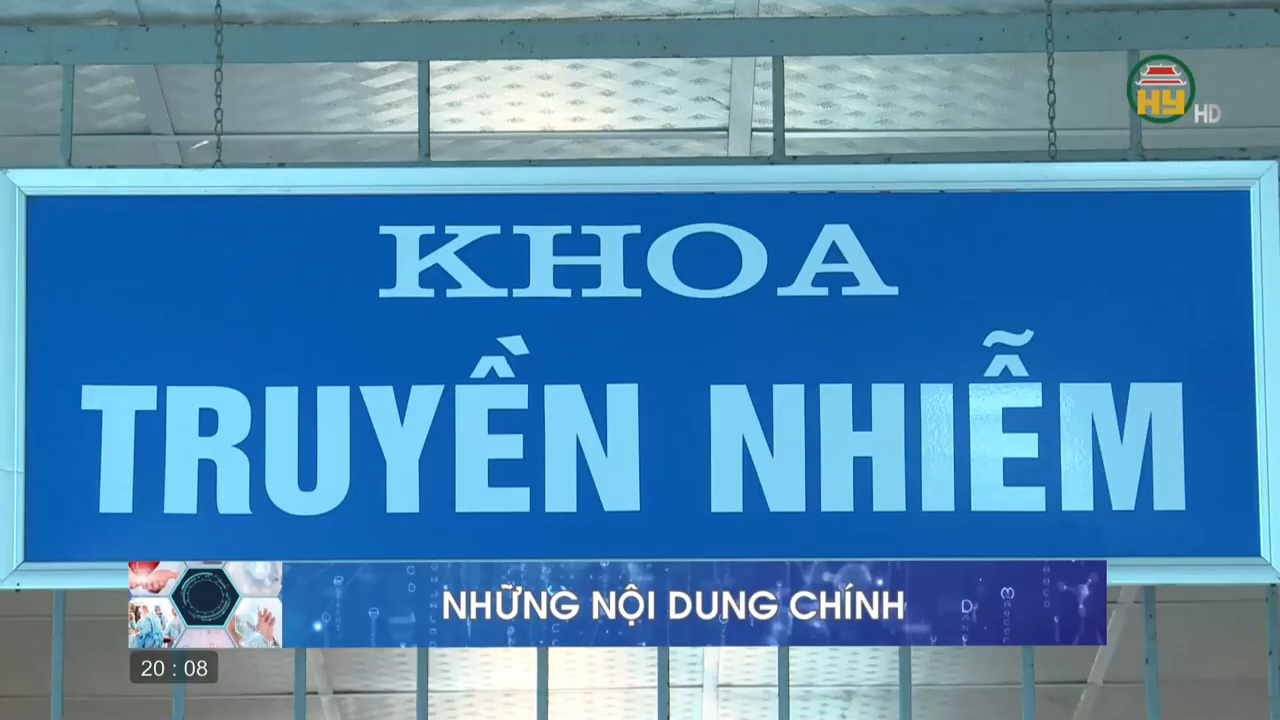 HY HD
KHOA
TRUYỀN NHIỄM
NHỮNG NỘI DUNG CHÍNH
20 : 08